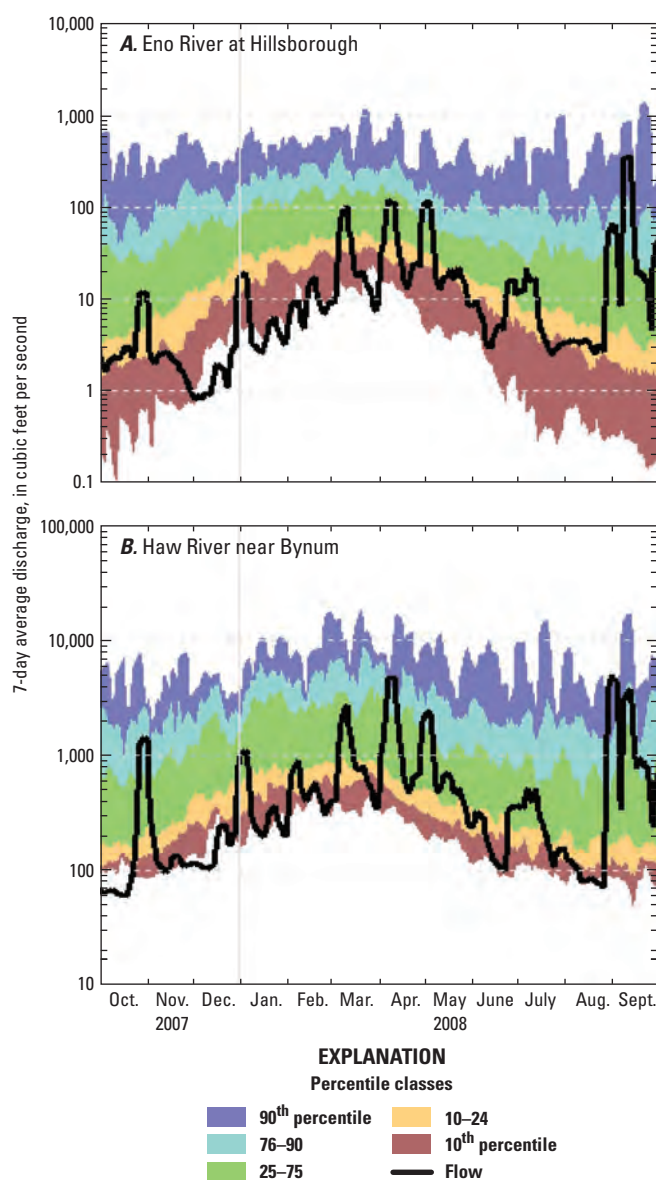 A. Eno River at Hillsborough
10,000
1,000
100
10
1
0.1
7-day average discharge, in cubic feet per second
B. Haw River near Bynum
100,000
10,000
1,000
100
10
Oct. Nov. Dec. Jan. Feb. Mar. Apr. May June July Aug. Sept.
2007 2008
EXPLANATION
Percentile classes
90th percentile 10–24
76–90 10th percentile
25–75 Flow